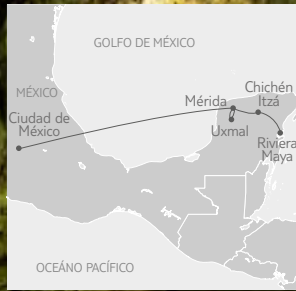 GOLFO DE MÉXICO
MÉXICO
Ciudad de
México
Mérida
Uxmal
Chichén
Itzá
Riviera
Maya
OCEÁNO PACÍFICO